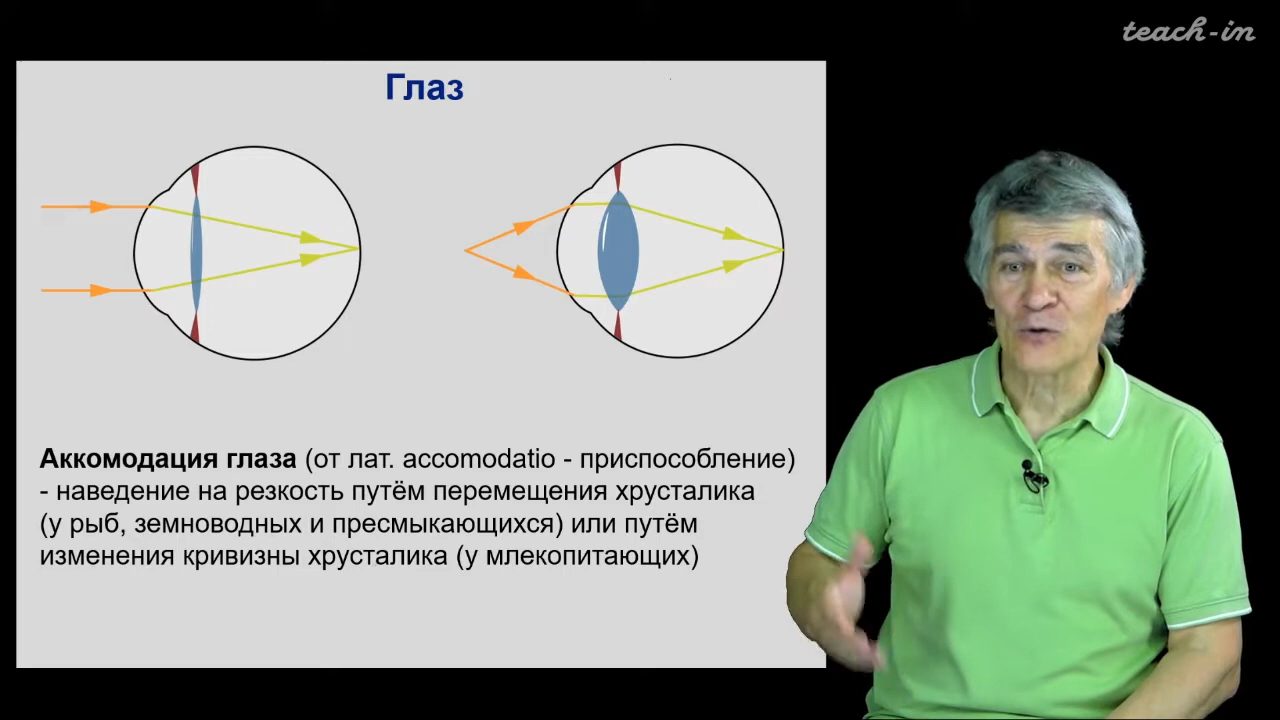 teach-in
Глаз
Аккомодация глаза (от лат. accomodatio - приспособление)
- наведение на резкость путём перемещения хрусталика
(у рыб, земноводных и пресмыкающихся) или путём
изменения кривизны хрусталика (у млекопитающих)